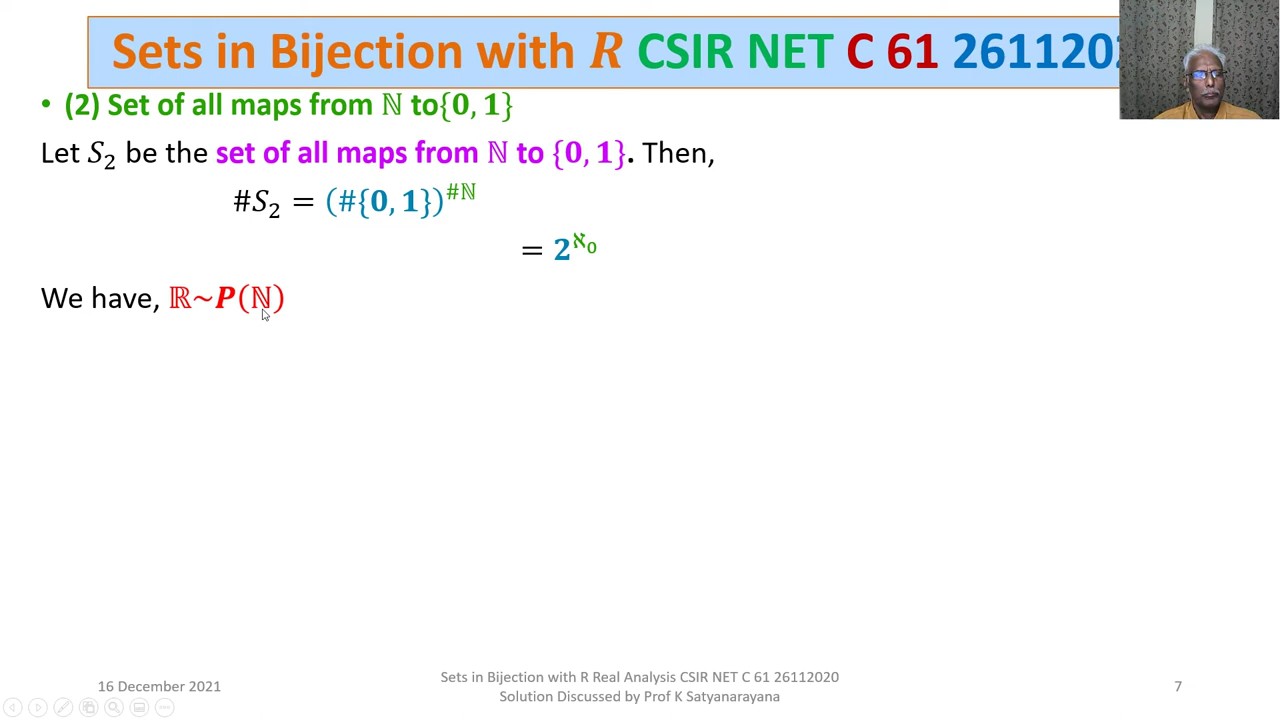 Sets in Bijection with R CSIR NET C 61 2611202
• (2) Set of all maps from ℕ to{0, 1}
Let S₂ be the set of all maps from ℕ to {0, 1}. Then,
#S₂ = (#{0, 1})^#ℕ
= 2^ℵ₀
We have, ℝ~P(ℕ)
16 December 2021
Sets in Bijection with R Real Analysis CSIR NET C 61 26112020
Solution Discussed by Prof K Satyanarayana
7